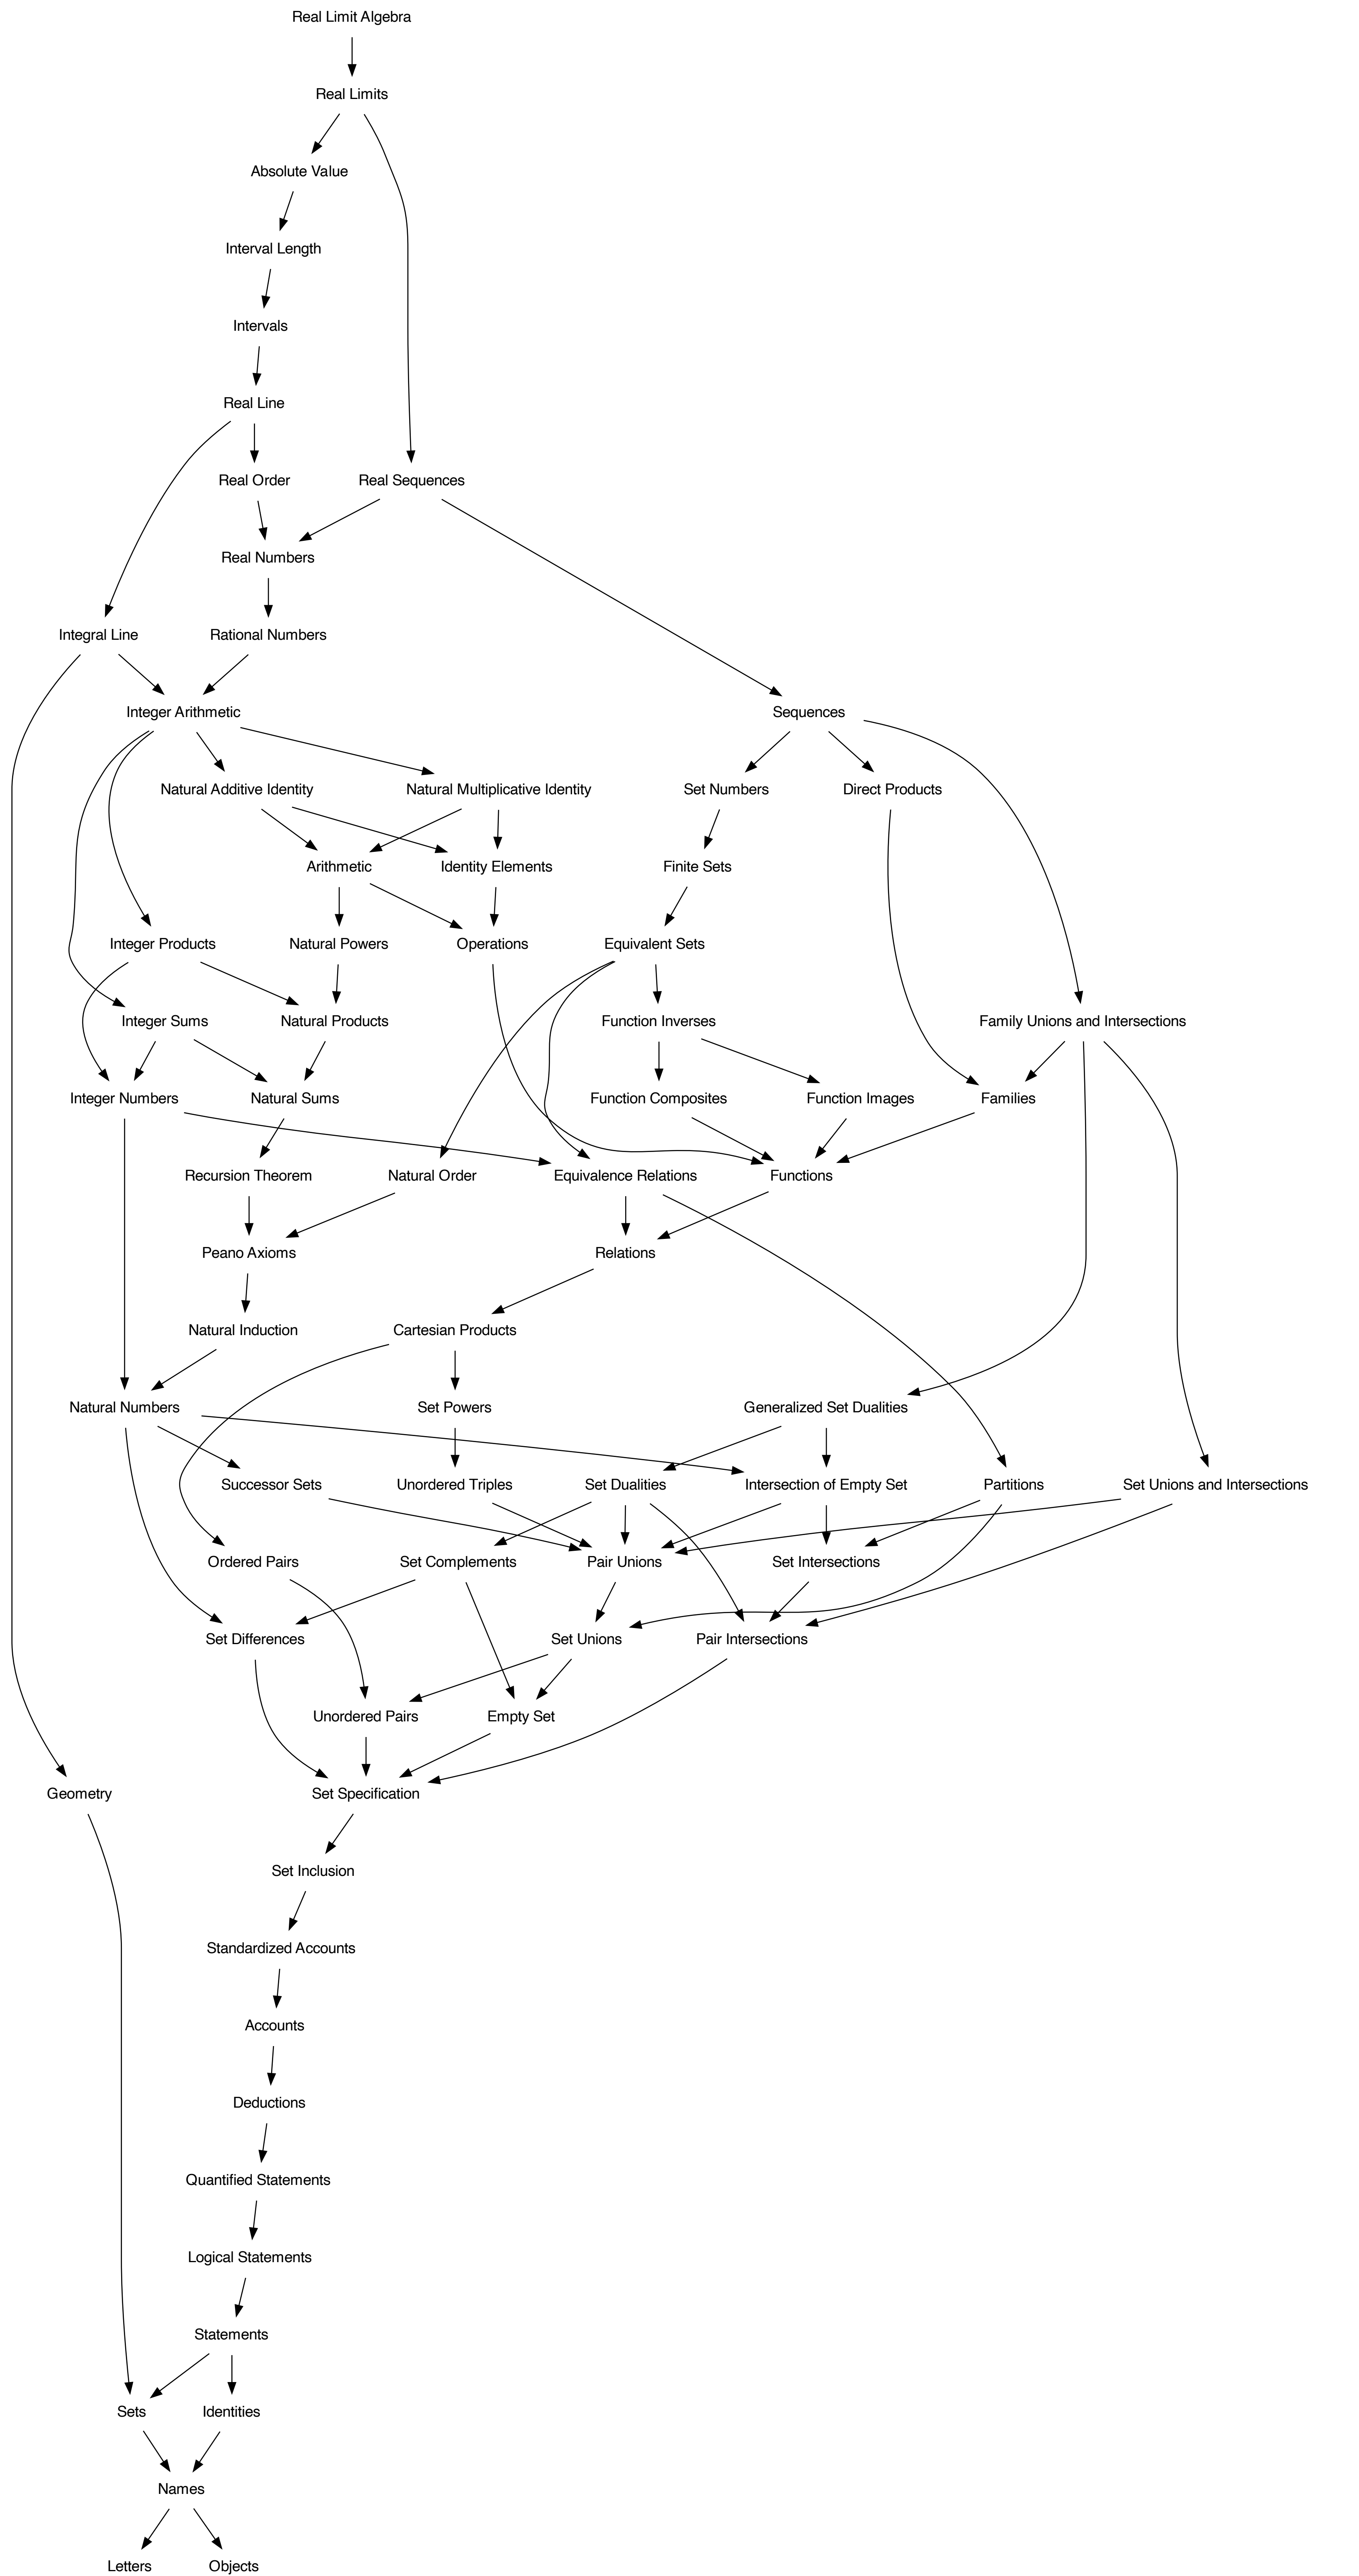 Real Limit Algebra
Real Limits
Absolute Value
Interval Length
Intervals
Real Line
Real Order
Real Sequences
Real Numbers
Integral Line
Rational Numbers
Integer Arithmetic
Sequences
Natural Additive Identity
Natural Multiplicative Identity
Set Numbers
Direct Products
Arithmetic
Identity Elements
Finite Sets
Integer Products
Natural Powers
Operations
Equivalent Sets
Integer Sums
Natural Products
Function Inverses
Family Unions and Intersections
Integer Numbers
Natural Sums
Function Composites
Function Images
Families
Recursion Theorem
Natural Order
Equivalence Relations
Functions
Peano Axioms
Relations
Natural Induction
Cartesian Products
Natural Numbers
Set Powers
Generalized Set Dualities
Successor Sets
Unordered Triples
Set Dualities
Intersection of Empty Set
Partitions
Set Unions and Intersections
Ordered Pairs
Set Complements
Pair Unions
Set Intersections
Set Differences
Set Unions
Pair Intersections
Unordered Pairs
Empty Set
Geometry
Set Specification
Set Inclusion
Standardized Accounts
Accounts
Deductions
Quantified Statements
Logical Statements
Statements
Sets
Identities
Names
Letters
Objects